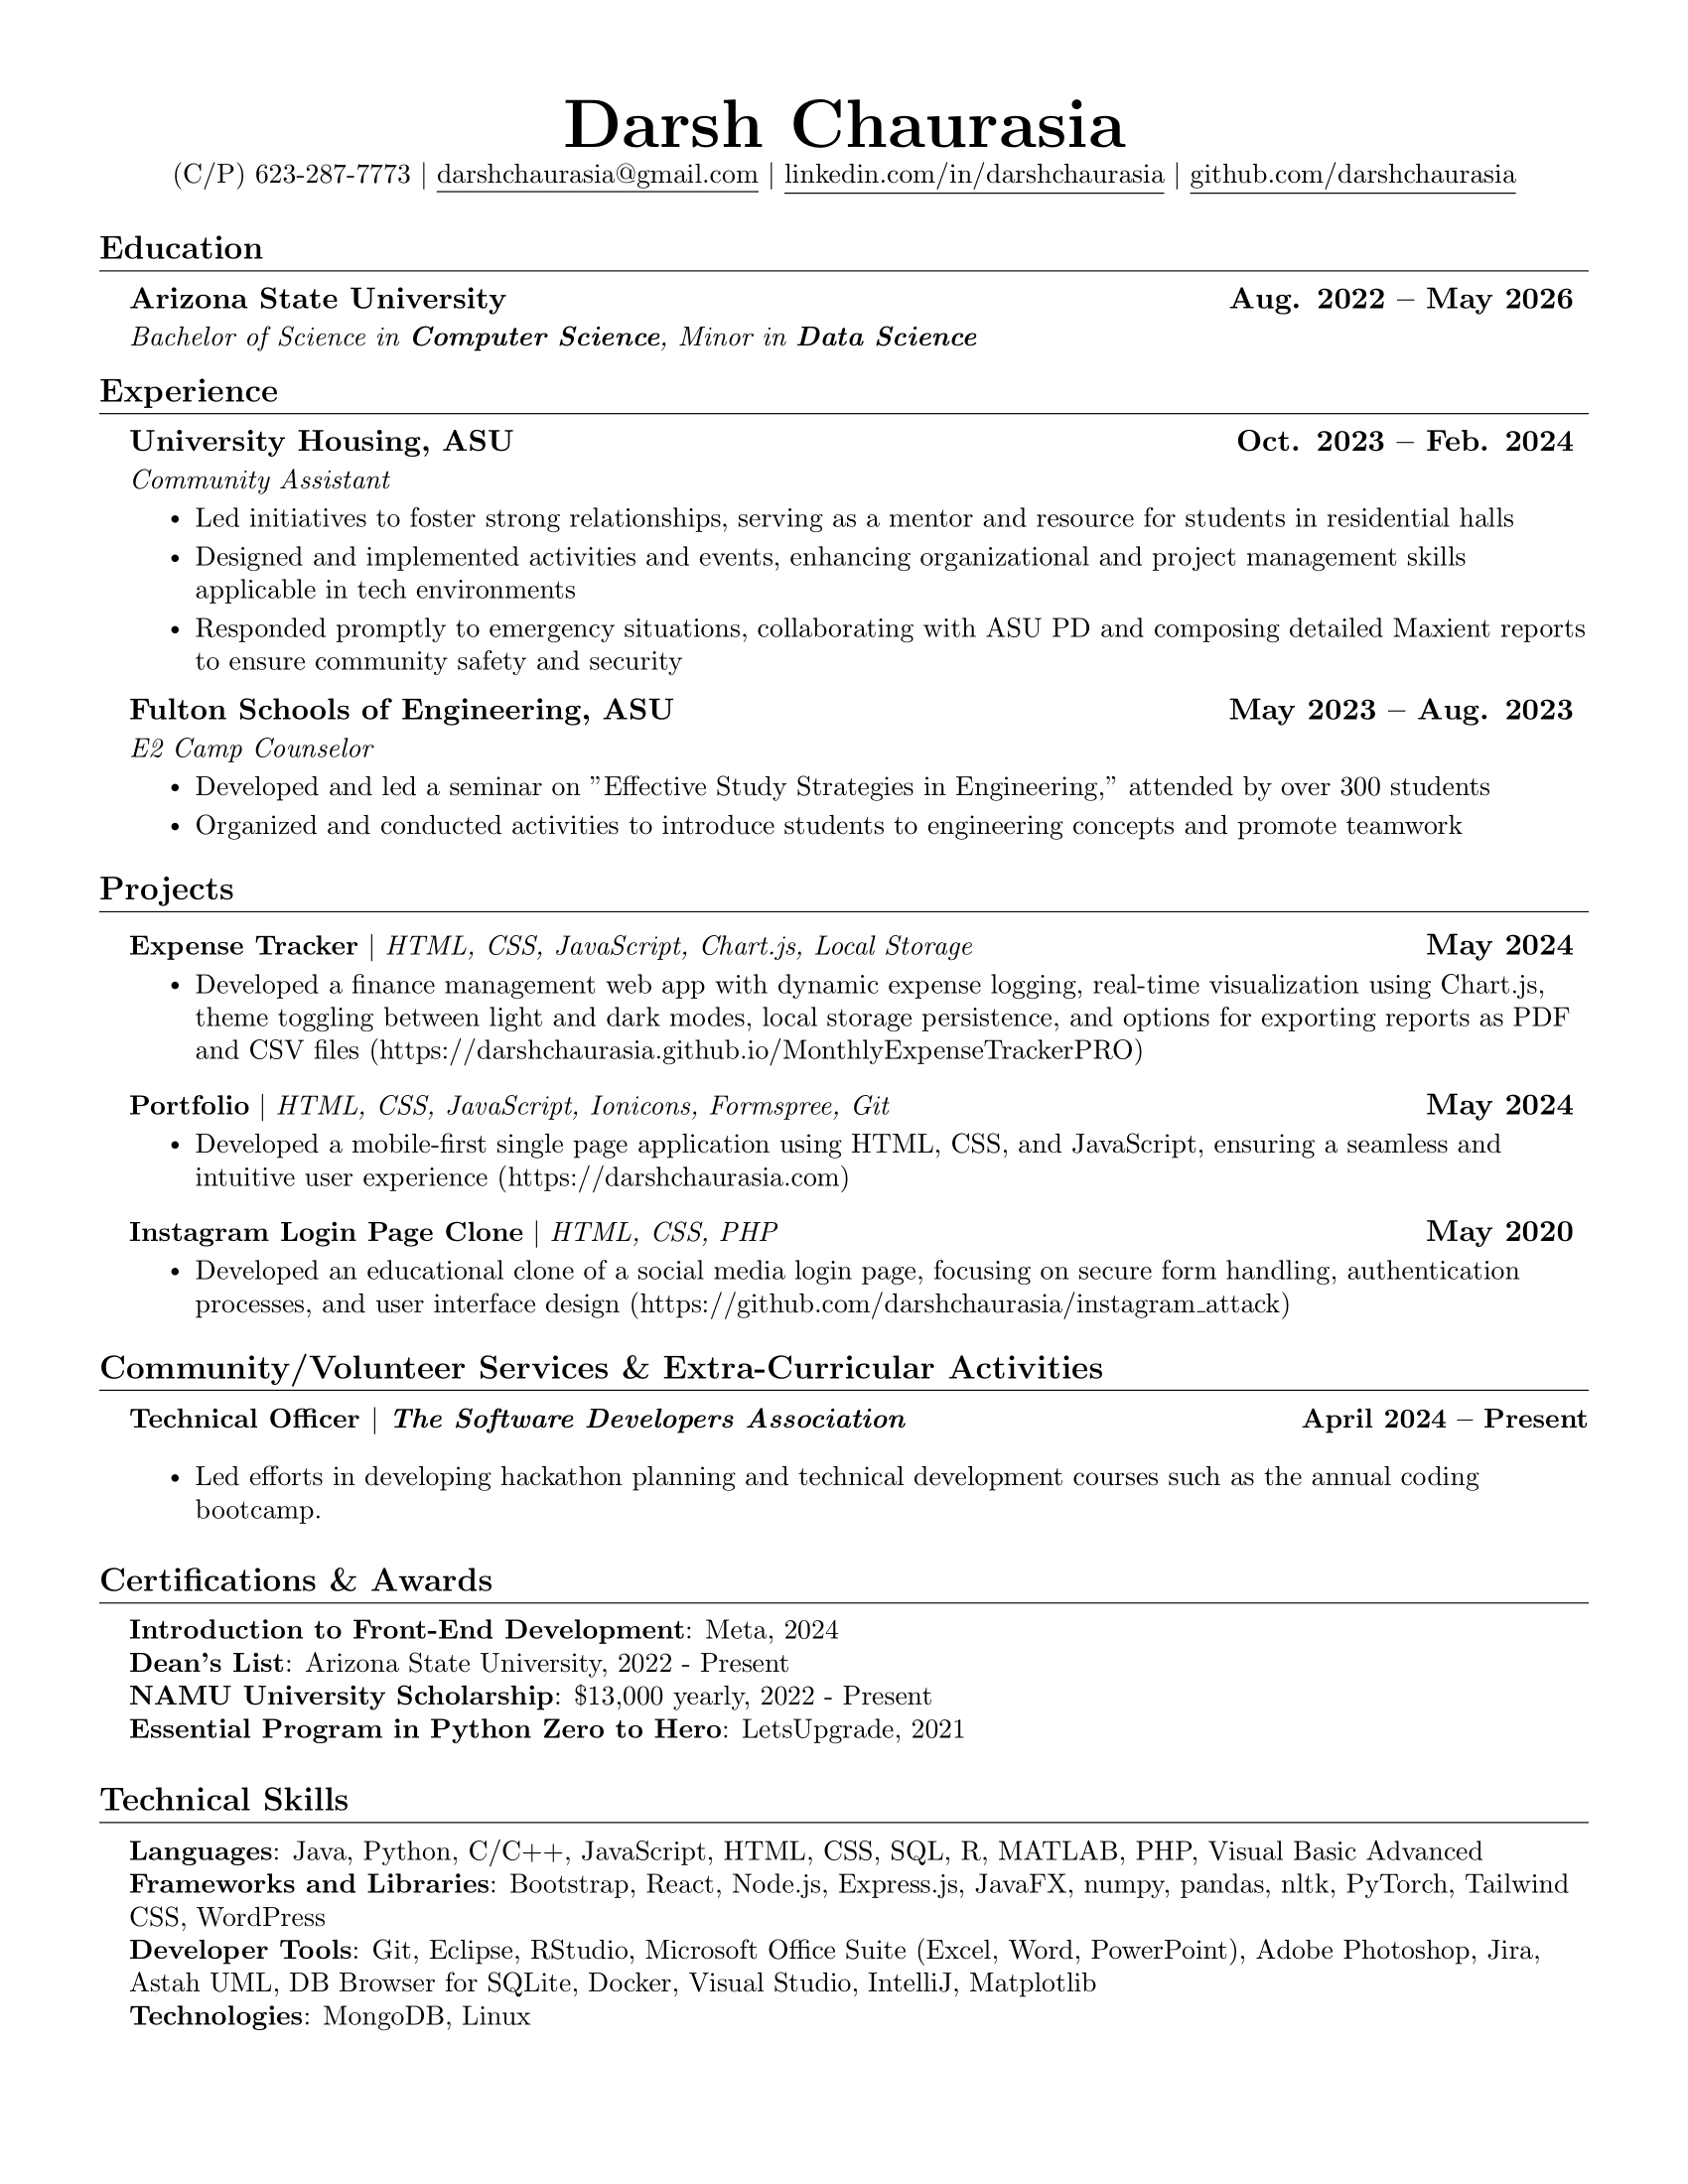 Darsh Chaurasia
(C/P) 623-287-7773 | darshchaurasia@gmail.com | linkedin.com/in/darshchaurasia | github.com/darshchaurasia
Education
Arizona State University Aug. 2022 – May 2026
Bachelor of Science in Computer Science, Minor in Data Science
Experience
University Housing, ASU Oct. 2023 – Feb. 2024
Community Assistant
• Led initiatives to foster strong relationships, serving as a mentor and resource for students in residential halls
• Designed and implemented activities and events, enhancing organizational and project management skills
applicable in tech environments
• Responded promptly to emergency situations, collaborating with ASU PD and composing detailed Maxient reports
to ensure community safety and security
Fulton Schools of Engineering, ASU May 2023 – Aug. 2023
E2 Camp Counselor
• Developed and led a seminar on ”Effective Study Strategies in Engineering,” attended by over 300 students
• Organized and conducted activities to introduce students to engineering concepts and promote teamwork
Projects
Expense Tracker | HTML, CSS, JavaScript, Chart.js, Local Storage May 2024
• Developed a finance management web app with dynamic expense logging, real-time visualization using Chart.js,
theme toggling between light and dark modes, local storage persistence, and options for exporting reports as PDF
and CSV files (https://darshchaurasia.github.io/MonthlyExpenseTrackerPRO)
Portfolio | HTML, CSS, JavaScript, Ionicons, Formspree, Git May 2024
• Developed a mobile-first single page application using HTML, CSS, and JavaScript, ensuring a seamless and
intuitive user experience (https://darshchaurasia.com)
Instagram Login Page Clone | HTML, CSS, PHP May 2020
• Developed an educational clone of a social media login page, focusing on secure form handling, authentication
processes, and user interface design (https://github.com/darshchaurasia/instagram_attack)
Community/Volunteer Services & Extra-Curricular Activities
Technical Officer | The Software Developers Association April 2024 – Present
• Led efforts in developing hackathon planning and technical development courses such as the annual coding
bootcamp.
Certifications & Awards
Introduction to Front-End Development: Meta, 2024
Dean’s List: Arizona State University, 2022 - Present
NAMU University Scholarship: $13,000 yearly, 2022 - Present
Essential Program in Python Zero to Hero: LetsUpgrade, 2021
Technical Skills
Languages: Java, Python, C/C++, JavaScript, HTML, CSS, SQL, R, MATLAB, PHP, Visual Basic Advanced
Frameworks and Libraries: Bootstrap, React, Node.js, Express.js, JavaFX, numpy, pandas, nltk, PyTorch, Tailwind
CSS, WordPress
Developer Tools: Git, Eclipse, RStudio, Microsoft Office Suite (Excel, Word, PowerPoint), Adobe Photoshop, Jira,
Astah UML, DB Browser for SQLite, Docker, Visual Studio, IntelliJ, Matplotlib
Technologies: MongoDB, Linux